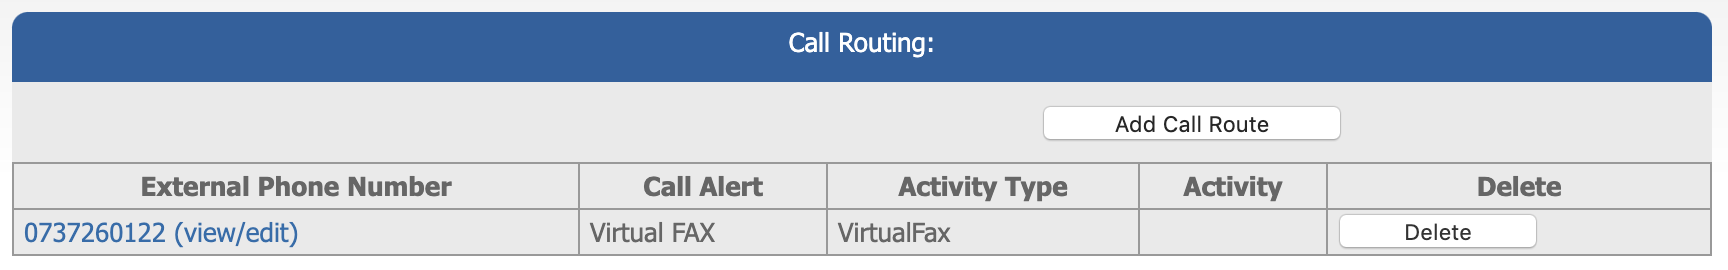 Call Routing:
Add Call Route
External Phone Number Call Alert Activity Type Activity Delete
0737260122 (view/edit) Virtual FAX VirtualFax Delete